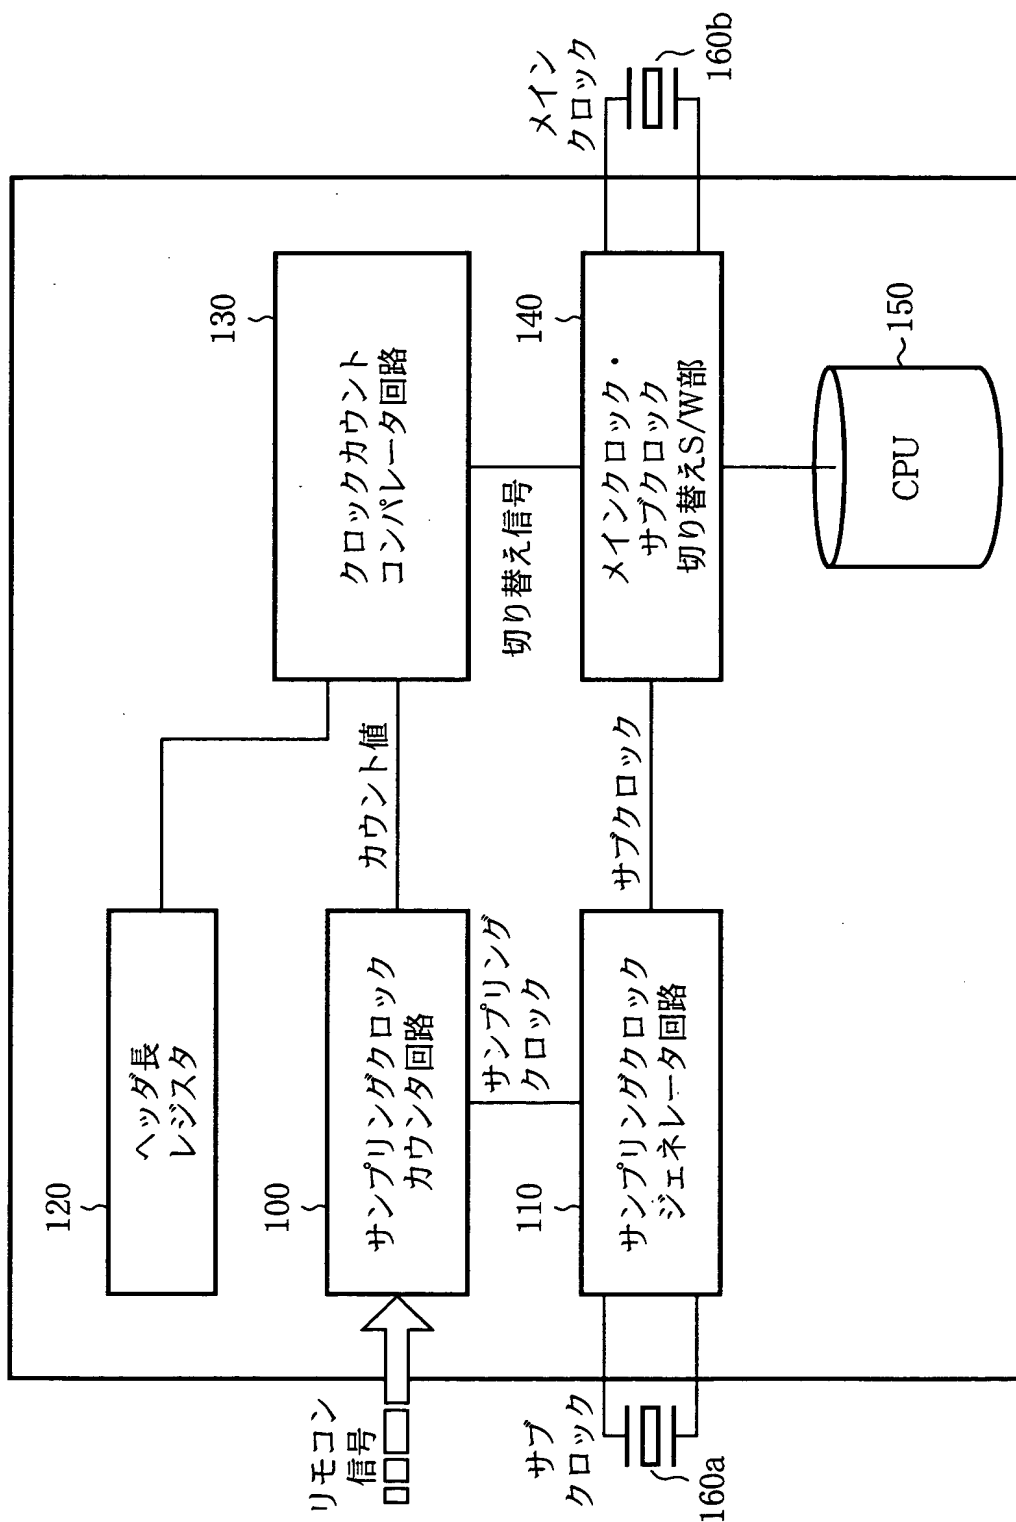 120
ヘッダ長
レジスタ
130
クロックカウント
コンパレータ回路
リモコン
信号
100
サンプリングクロック
カウンタ回路
カウント値
サンプリング
クロック
切り替え信号
サブ
クロック
160a
110
サンプリングクロック
ジェネレータ回路
サブクロック
140
メインクロック・
サブクロック
切り替えS/W部
メイン
クロック
160b
CPU
150